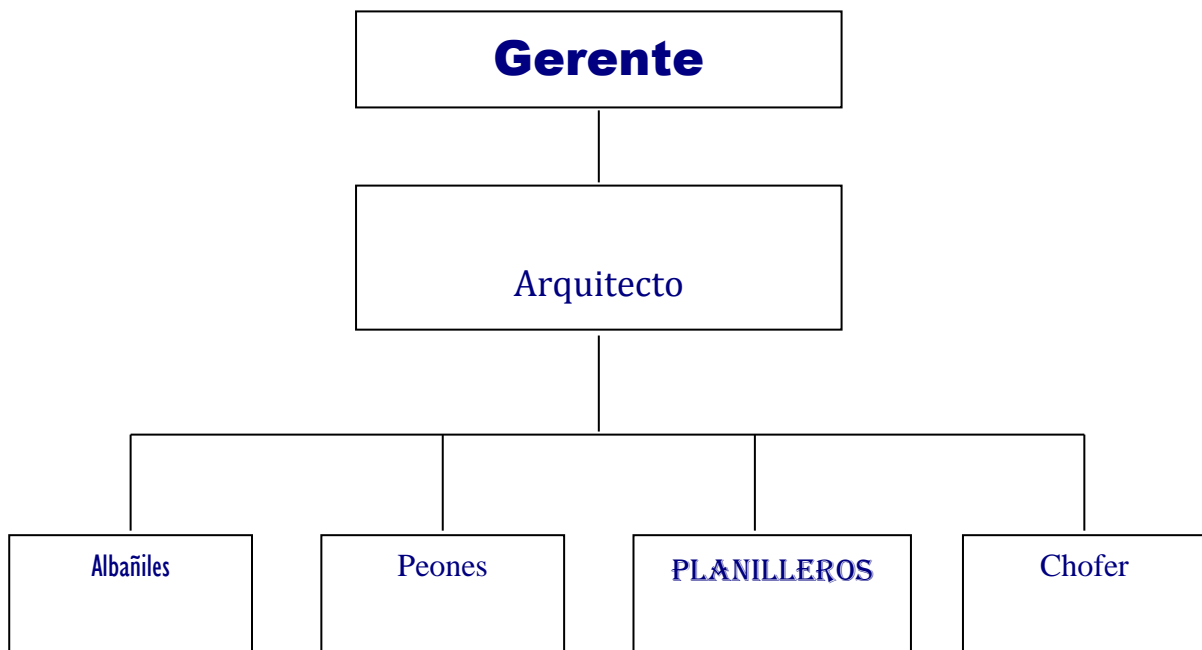 Gerente
Arquitecto
Albañiles
Peones
PLANILLEROS
Chofer